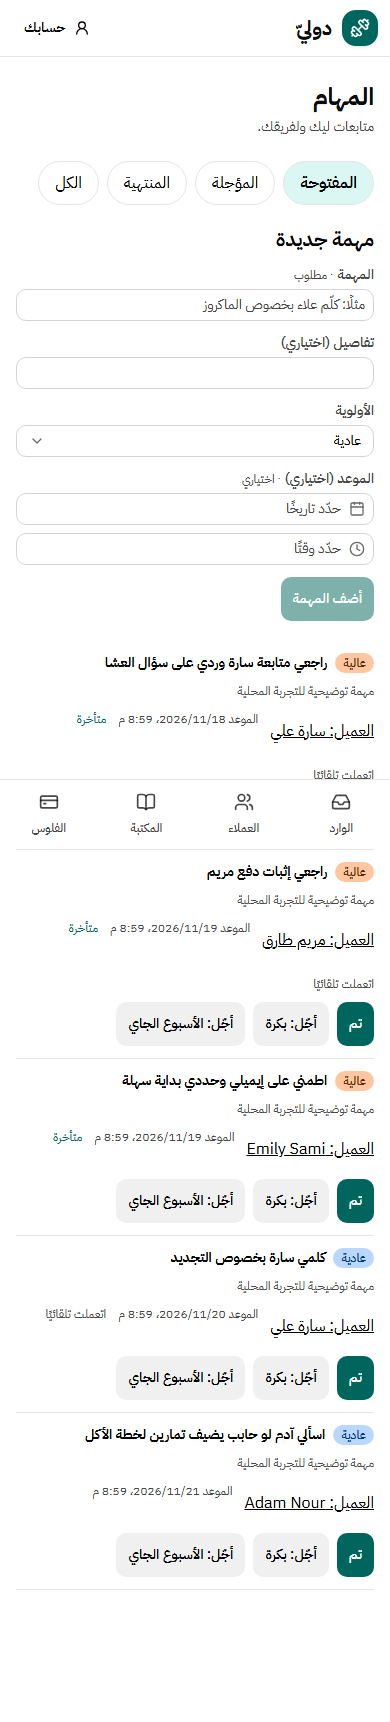 دوليّ
حسابك
المهام
متابعات ليك ولفريقك.
المفتوحة
المؤجلة
المنتهية
الكل
مهمة جديدة
المهمة · مطلوب
مثلًا: كلّم علاء بخصوص الماكروز
تفاصيل (اختياري)
الأولوية
عادية
الموعد (اختياري) · اختياري
حدّد تاريخًا
حدّد وقتًا
أضف المهمة
عالية راجعي متابعة سارة وردي على سؤال العشا
مهمة توضيحية للتجربة المحلية
العميل: سارة علي الموعد 2026/11/18، 8:59 م متأخرة
اتعملت تلقائيًا
الوارد
العملاء
المكتبة
الفلوس
عالية راجعي إثبات دفع مريم
مهمة توضيحية للتجربة المحلية
العميل: مريم طارق الموعد 2026/11/19، 8:59 م متأخرة
اتعملت تلقائيًا
تم أجّل: بكرة أجّل: الأسبوع الجاي
عالية اطمني على إيميلي وحددي بداية سهلة
مهمة توضيحية للتجربة المحلية
العميل: Emily Sami الموعد 2026/11/19، 8:59 م متأخرة
تم أجّل: بكرة أجّل: الأسبوع الجاي
عادية كلمي سارة بخصوص التجديد
مهمة توضيحية للتجربة المحلية
العميل: سارة علي الموعد 2026/11/20، 8:59 م اتعملت تلقائيًا
تم أجّل: بكرة أجّل: الأسبوع الجاي
عادية اسألي آدم لو حابب يضيف تمارين لخطة الأكل
مهمة توضيحية للتجربة المحلية
العميل: Adam Nour الموعد 2026/11/21، 8:59 م
تم أجّل: بكرة أجّل: الأسبوع الجاي